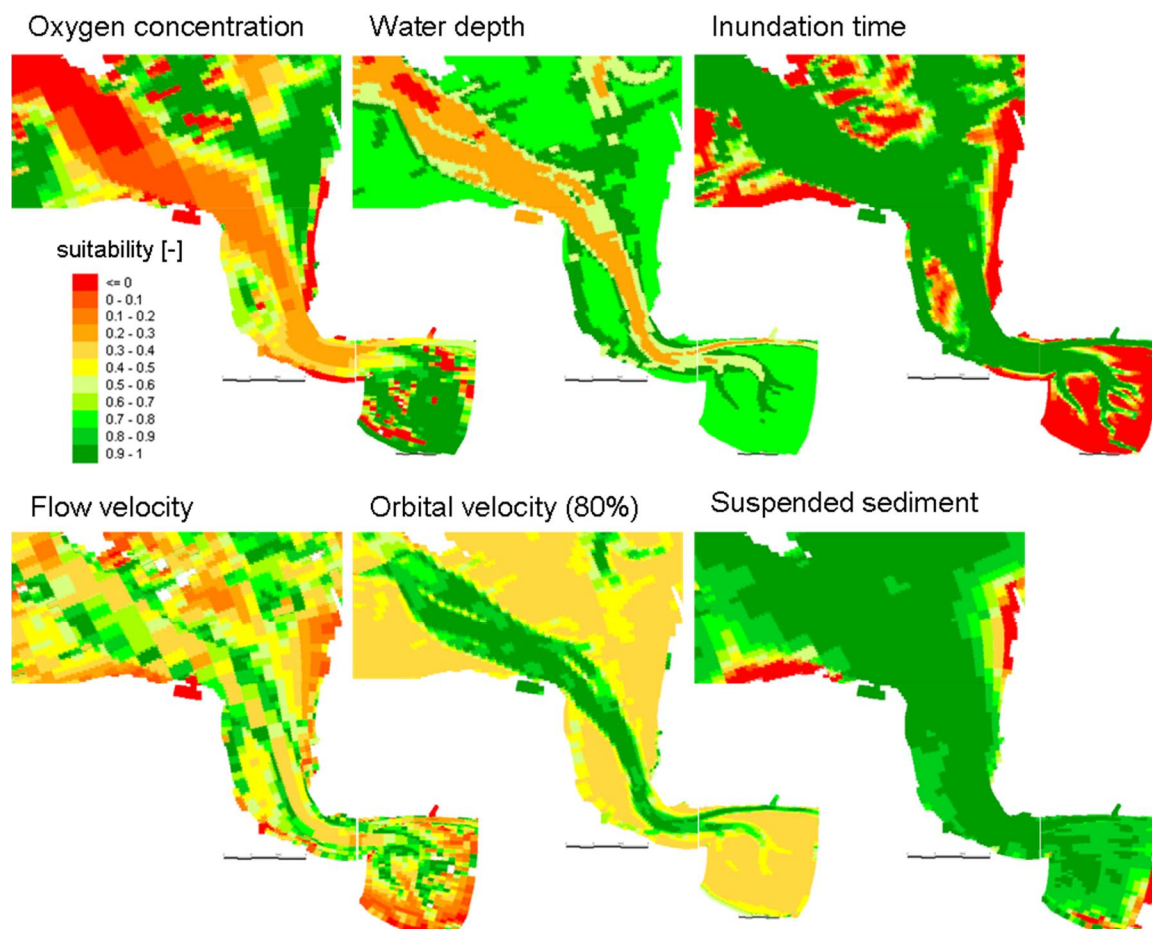 Oxygen concentration
Water depth
Inundation time
suitability [-]
<= 0
0 - 0.1
0.1 - 0.2
0.2 - 0.3
0.3 - 0.4
0.4 - 0.5
0.5 - 0.6
0.6 - 0.7
0.7 - 0.8
0.8 - 0.9
0.9 - 1
Flow velocity
Orbital velocity (80%)
Suspended sediment